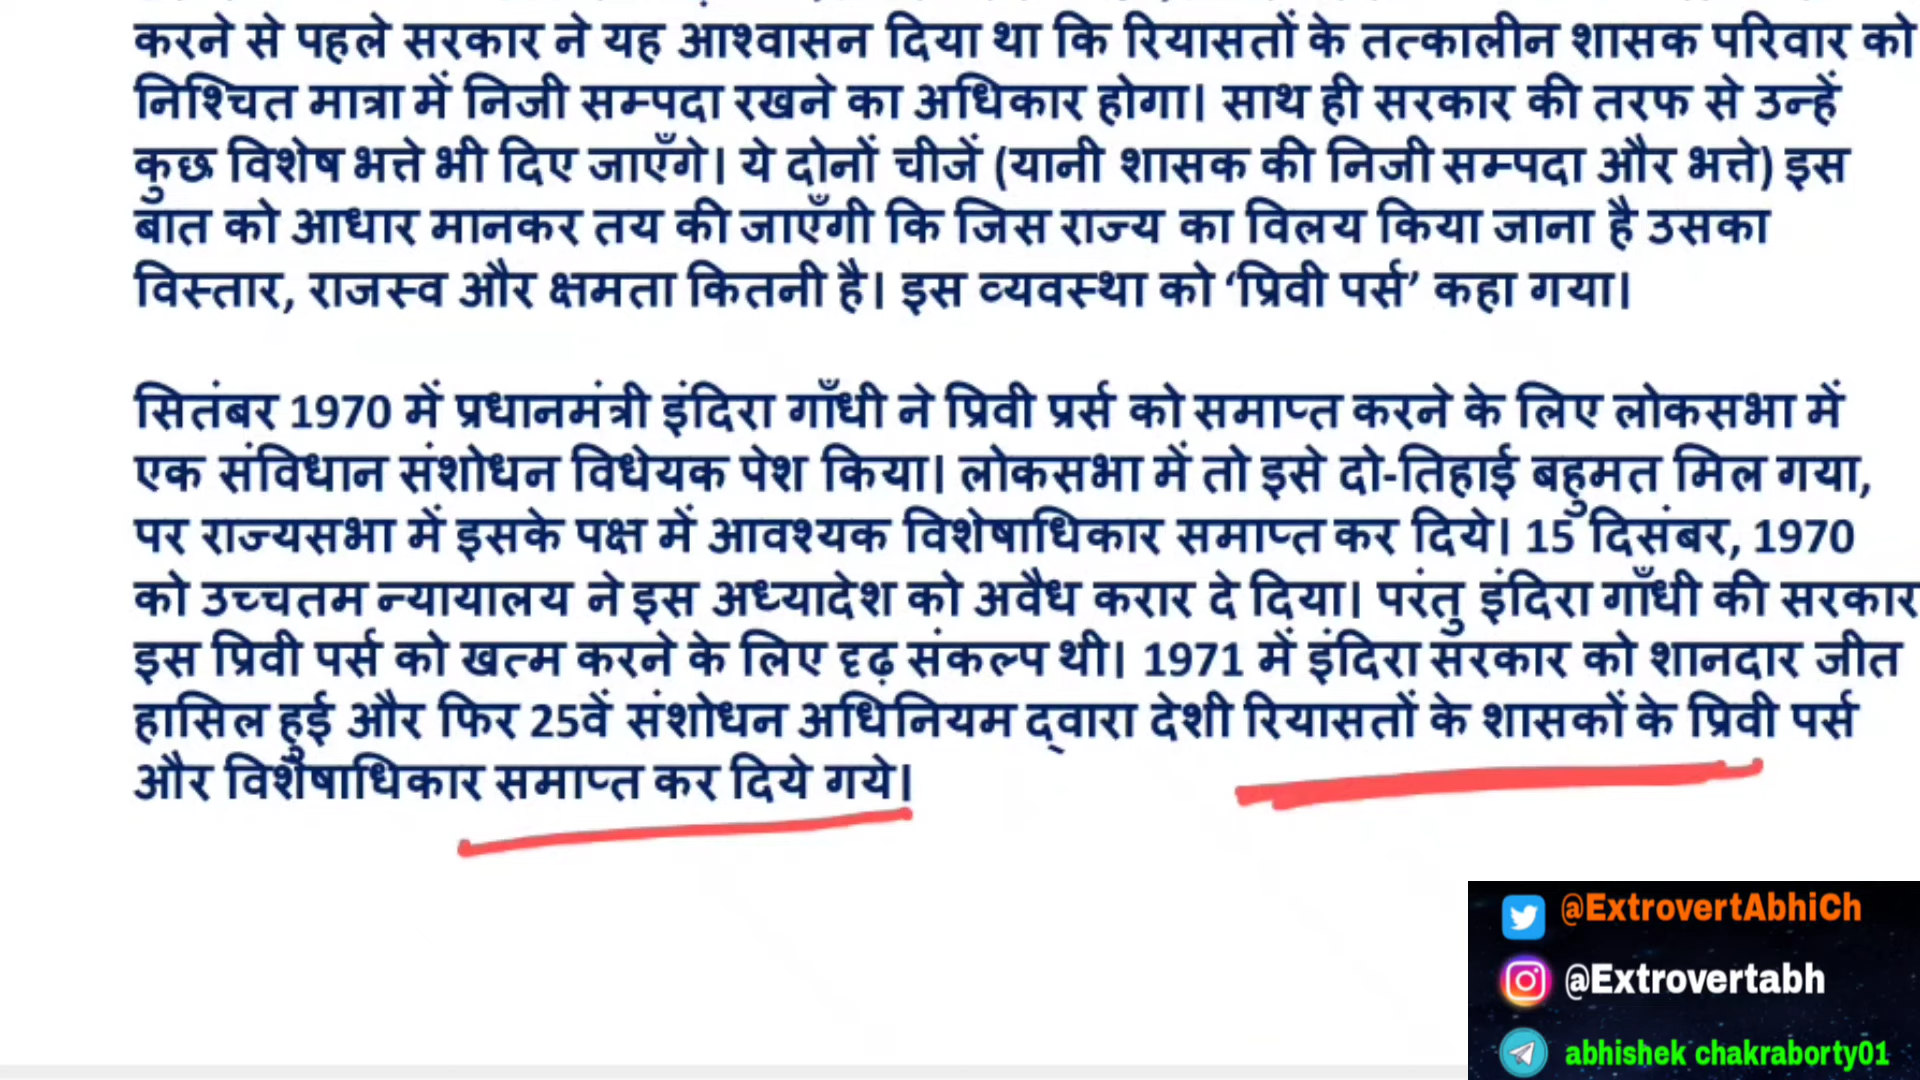 करने से पहले सरकार ने यह आश्वासन दिया था कि रियासतों के तत्कालीन शासक परिवार को
निश्चित मात्रा में निजी सम्पदा रखने का अधिकार होगा। साथ ही सरकार की तरफ से उन्हें
कुछ विशेष भत्ते भी दिए जाएँगे। ये दोनों चीजें (यानी शासक की निजी सम्पदा और भत्ते) इस
बात को आधार मानकर तय की जाएँगी कि जिस राज्य का विलय किया जाना है उसका
विस्तार, राजस्व और क्षमता कितनी है। इस व्यवस्था को ‘प्रिवी पर्स’ कहा गया।
सितंबर 1970 में प्रधानमंत्री इंदिरा गाँधी ने प्रिवी प्रर्स को समाप्त करने के लिए लोकसभा में
एक संविधान संशोधन विधेयक पेश किया। लोकसभा में तो इसे दो-तिहाई बहुमत मिल गया,
पर राज्यसभा में इसके पक्ष में आवश्यक विशेषाधिकार समाप्त कर दिये। 15 दिसंबर, 1970
को उच्चतम न्यायालय ने इस अध्यादेश को अवैध करार दे दिया। परंतु इंदिरा गाँधी की सरकार
इस प्रिवी पर्स को खत्म करने के लिए दृढ़ संकल्प थी। 1971 में इंदिरा सरकार को शानदार जीत
हासिल हुई और फिर 25वें संशोधन अधिनियम द्वारा देशी रियासतों के शासकों के प्रिवी पर्स
और विशेषाधिकार समाप्त कर दिये गये।
@ExtrovertAbhiCh
@Extrovertabh
abhishek chakraborty01